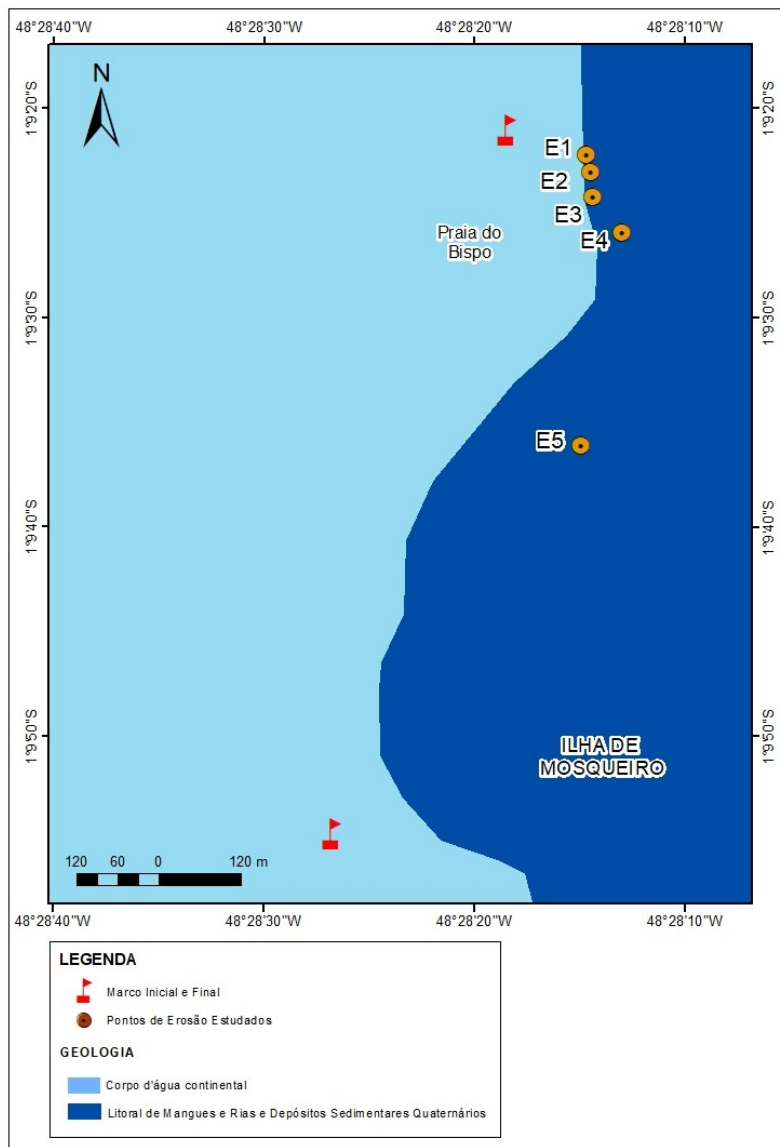 48°28'40"W 48°28'30"W 48°28'20"W 48°28'10"W
N
1°9'20"S 1°9'20"S
E1
E2
E3
E4
Praia do
Bispo
1°9'30"S 1°9'30"S
E5
1°9'40"S 1°9'40"S
1°9'50"S 1°9'50"S
ILHA DE
MOSQUEIRO
120 60 0 120 m
48°28'40"W 48°28'30"W 48°28'20"W 48°28'10"W
LEGENDA
Marco Inicial e Final
Pontos de Erosão Estudados
GEOLOGIA
Corpo d'água continental
Litoral de Mangues e Rias e Depósitos Sedimentares Quaternários